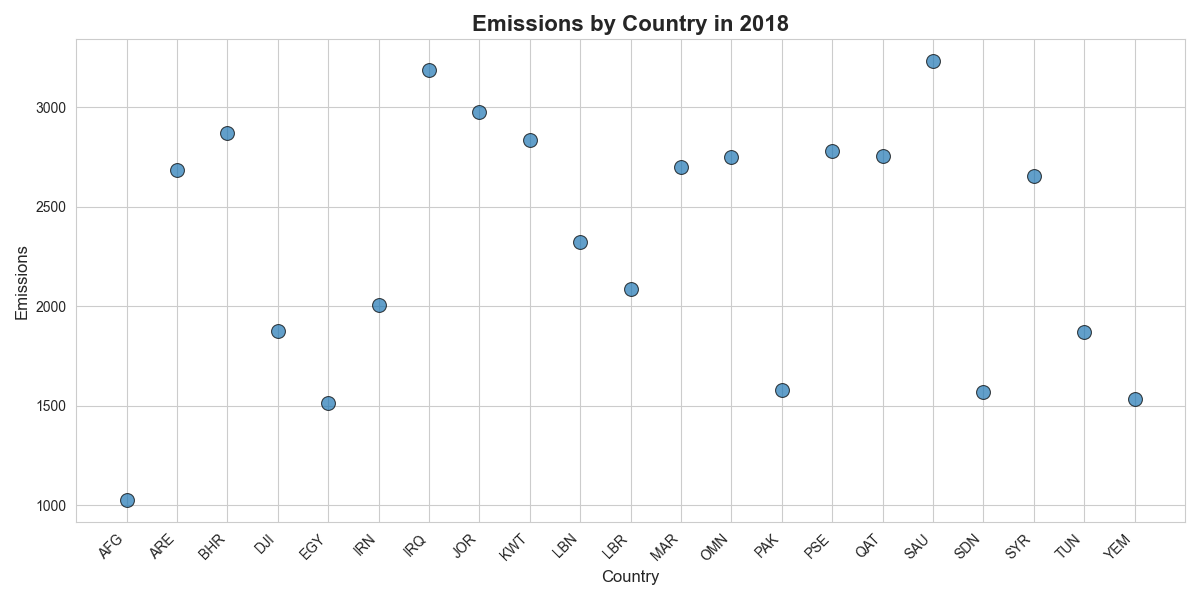 Emissions by Country in 2018
3000
2500
2000
1500
1000
Emissions
AFG
ARE
BHR
DJI
EGY
IRN
IRQ
JOR
KWT
LBN
LBR
MAR
OMN
PAK
PSE
QAT
SAU
SDN
SYR
TUN
YEM
Country